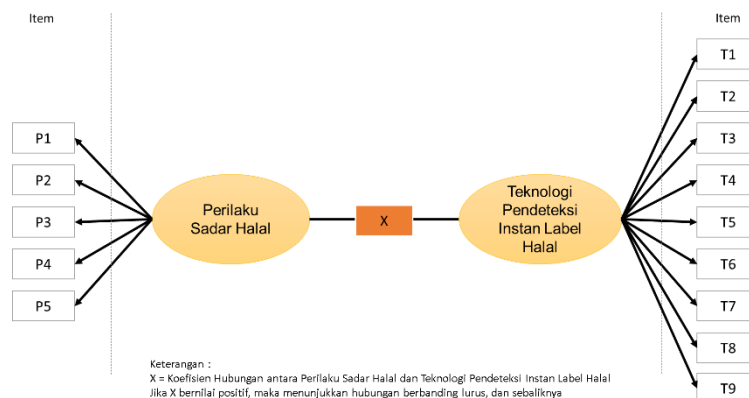 Item
Item
P1
P2
P3
P4
P5
Perilaku
Sadar Halal
X
Teknologi
Pendeteksi
Instan Label
Halal
T1
T2
T3
T4
T5
T6
T7
T8
T9
Keterangan :
X = Koefisien Hubungan antara Perilaku Sadar Halal dan Teknologi Pendeteksi Instan Label Halal
Jika X bernilai positif, maka menunjukkan hubungan berbanding lurus, dan sebaliknya